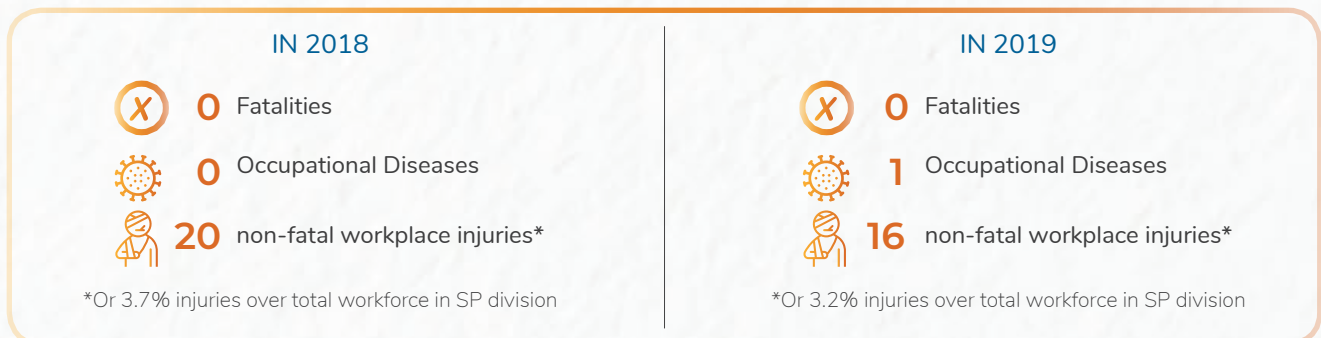 IN 2018
0 Fatalities
0 Occupational Diseases
20 non-fatal workplace injuries*
*Or 3.7% injuries over total workforce in SP division
IN 2019
0 Fatalities
1 Occupational Diseases
16 non-fatal workplace injuries*
*Or 3.2% injuries over total workforce in SP division